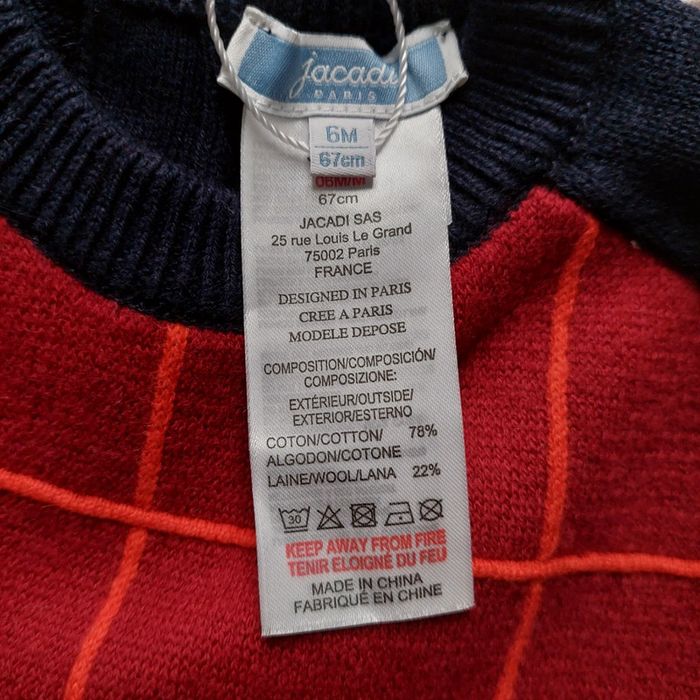 jacadi
PARIS
6M
67cm
06M/M
67cm
JACADI SAS
25 rue Louis Le Grand
75002 Paris
FRANCE
DESIGNED IN PARIS
CREE A PARIS
MODELE DEPOSE
COMPOSITION/COMPOSICIÓN/
COMPOSIZIONE:
EXTÉRIEUR/OUTSIDE/
EXTERIOR/ESTERNO
COTON/COTTON/ 78%
ALGODON/COTONE
LAINE/WOOL/LANA 22%
30
KEEP AWAY FROM FIRE
TENIR ELOIGNÉ DU FEU
MADE IN CHINA
FABRIQUÉ EN CHINE